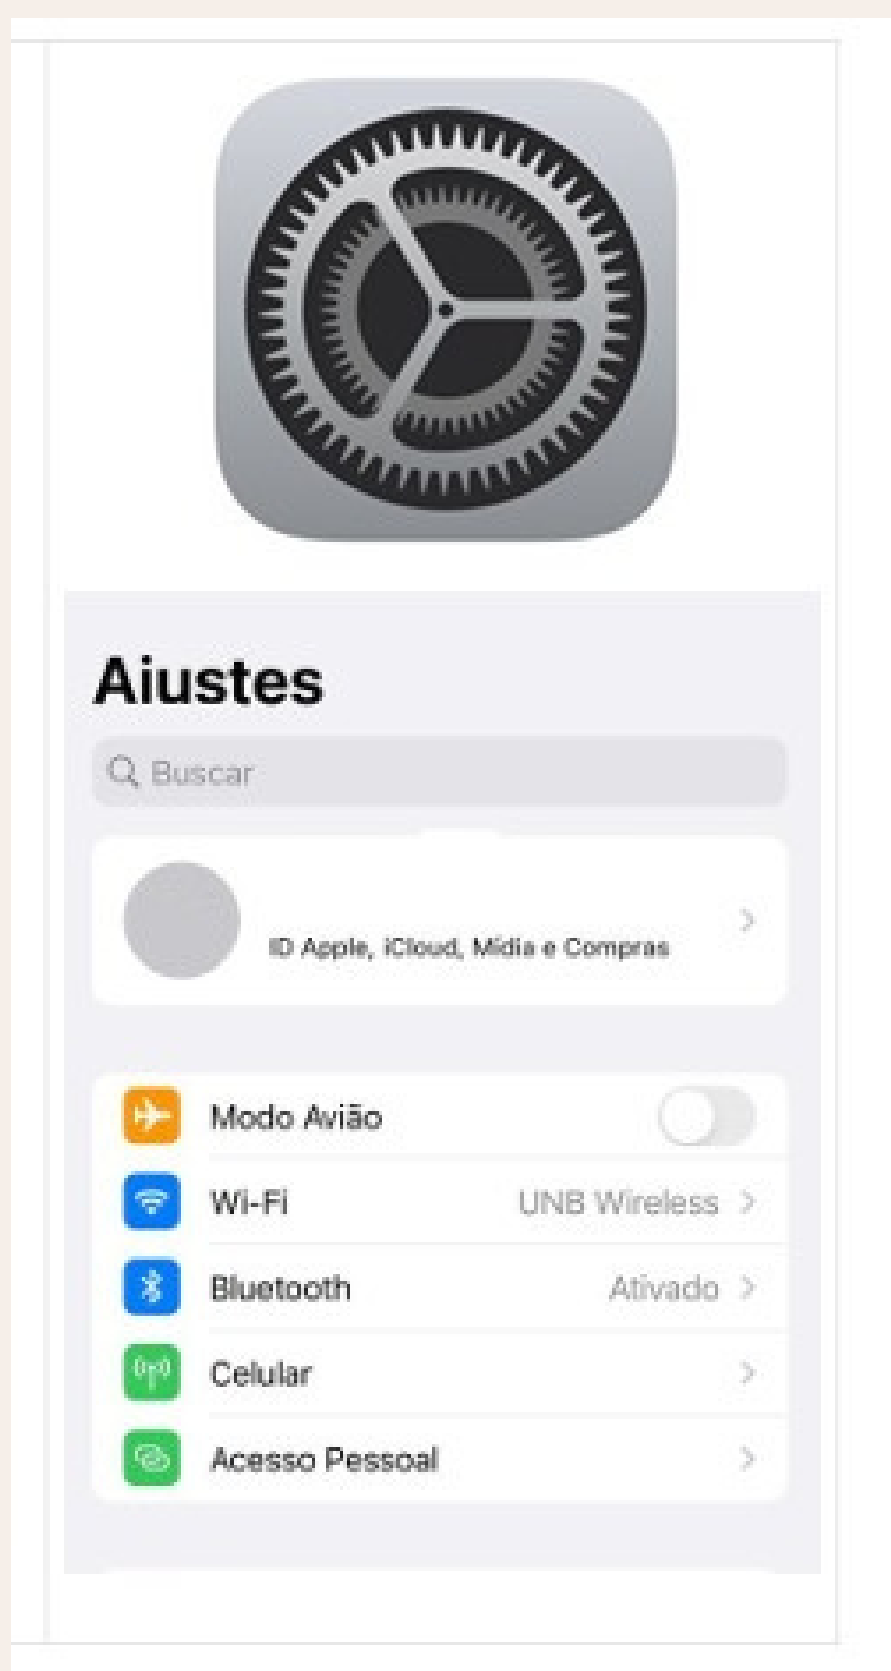 Aiustes
Buscar
ID Apple, iCloud, Mídia e Compras
Modo Avião
Wi-Fi UNB Wireless
Bluetooth Ativado
Celular
Acesso Pessoal